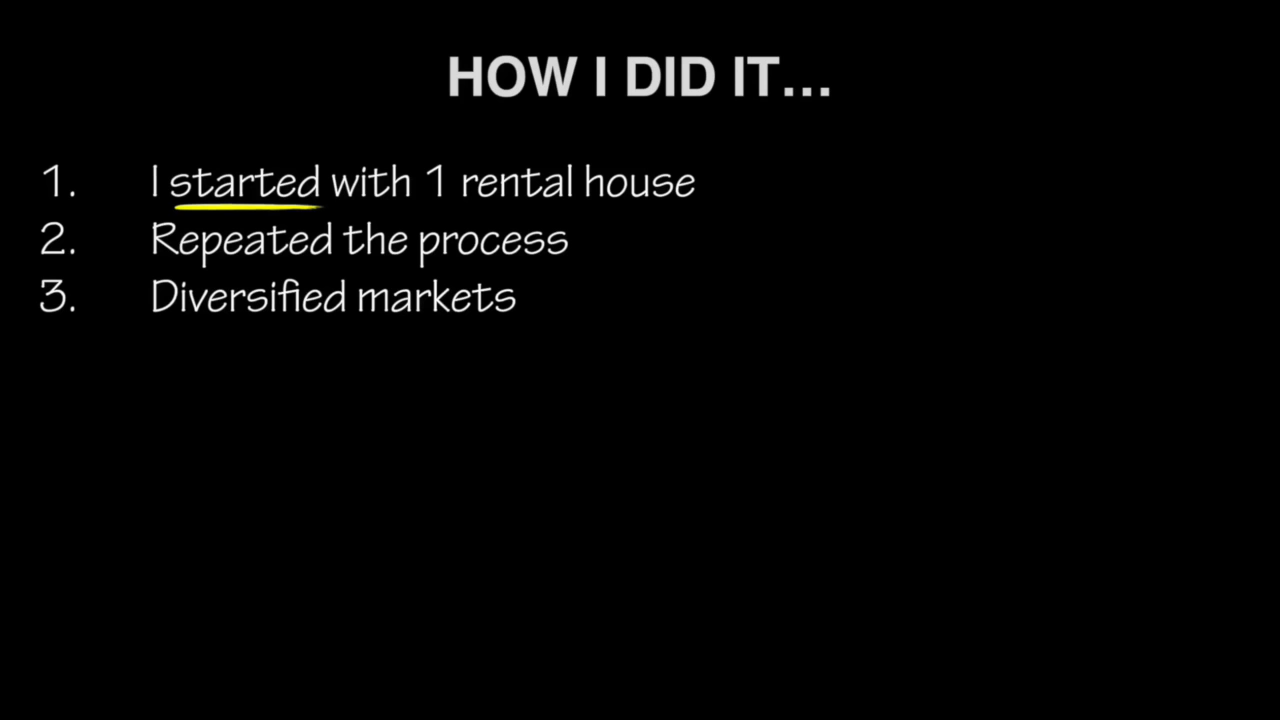 HOW I DID IT...
1. I started with 1 rental house
2. Repeated the process
3. Diversified markets